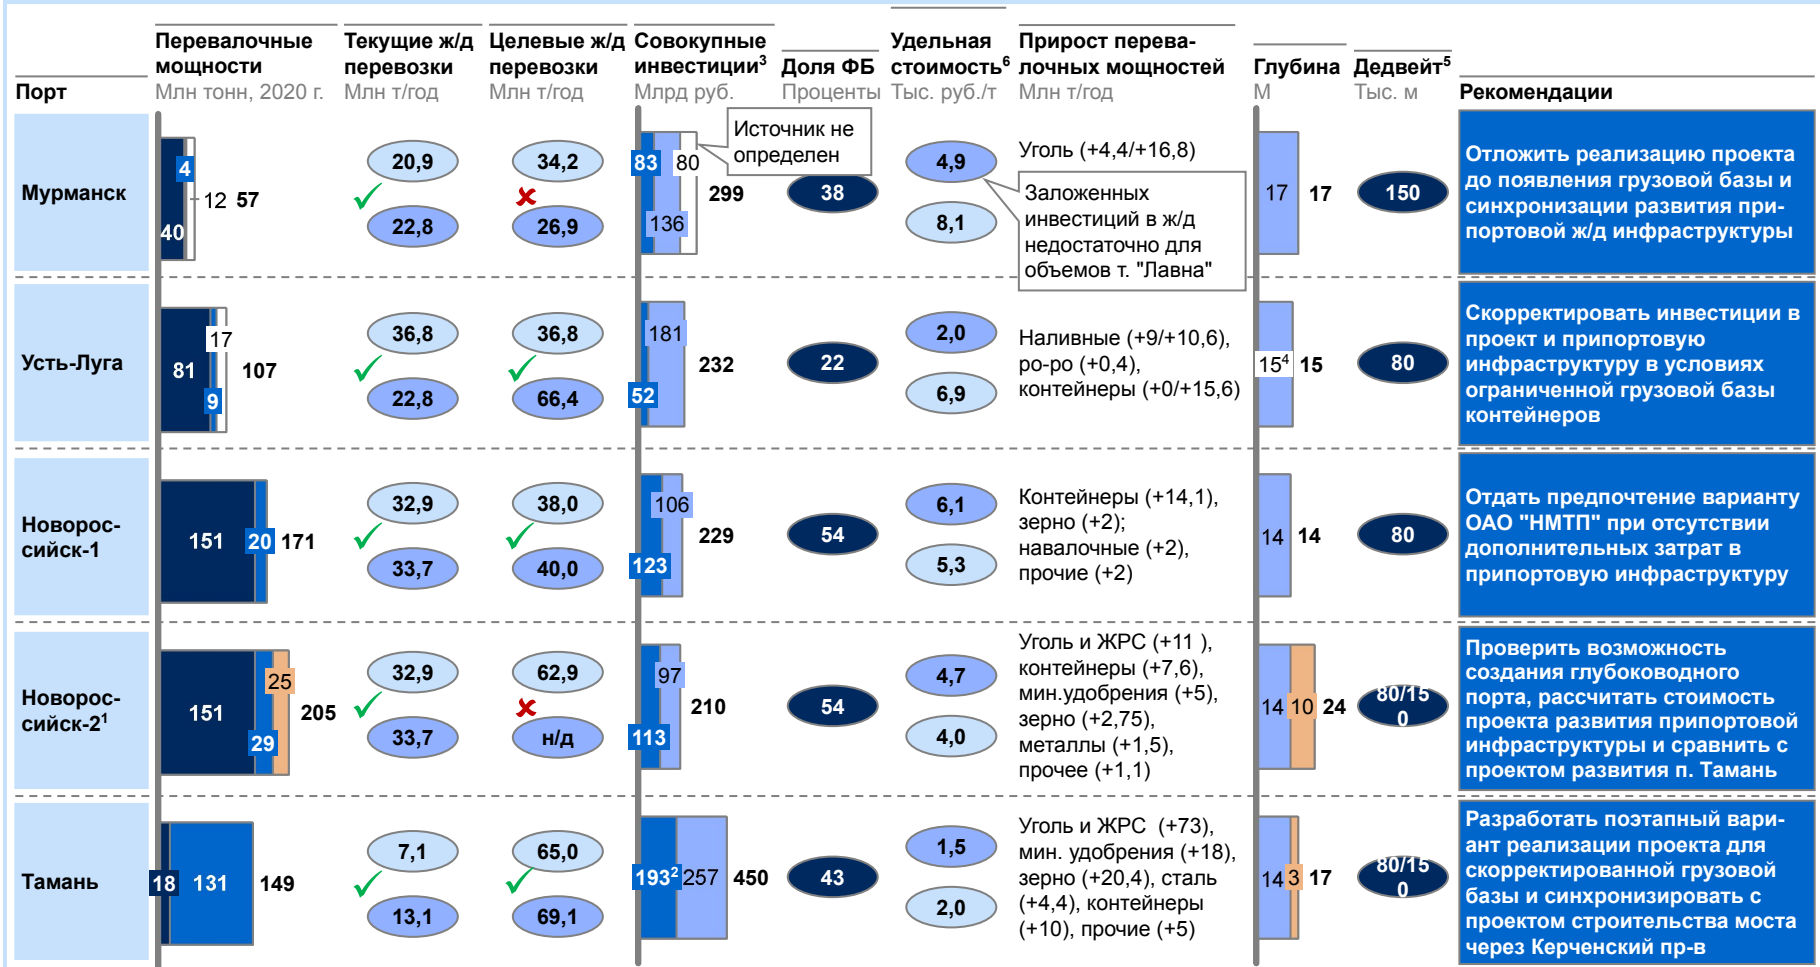 Порт
Перевалочные мощности
Млн тонн, 2020 г.
Текущие ж/д перевозки
Млн т/год
Целевые ж/д перевозки
Млн т/год
Совокупные инвестиции3
Млрд руб.
Доля ФБ
Проценты
Удельная стоимость6
Тыс. руб./т
Прирост перева-
лочных мощностей
Млн т/год
Глубина
М
Дедвейт5
Тыс. м
Рекомендации
Мурманск
4
40
12
57
20,9
22,8
34,2
26,9
83
136
80
299
Источник не
определен
38
4,9
8,1
Уголь (+4,4/+16,8)
Заложенных
инвестиций в ж/д
недостаточно для
объемов т. "Лавна"
17
17
150
Отложить реализацию проекта
до появления грузовой базы и
синхронизации развития при-
портовой ж/д инфраструктуры
Усть-Луга
81
9
17
107
36,8
22,8
36,8
66,4
52
181
232
22
2,0
6,9
Наливные (+9/+10,6),
ро-ро (+0,4),
контейнеры (+0/+15,6)
154
15
80
Скорректировать инвестиции в
проект и припортовую
инфраструктуру в условиях
ограниченной грузовой базы
контейнеров
Новорос-
сийск-1
151
20
171
32,9
33,7
38,0
40,0
123
106
229
54
6,1
5,3
Контейнеры (+14,1),
зерно (+2);
навалочные (+2),
прочие (+2)
14
14
80
Отдать предпочтение варианту
ОАО "НМТП" при отсутствии
дополнительных затрат в
припортовую инфраструктуру
Новорос-
сийск-21
151
29
25
205
32,9
33,7
62,9
н/д
113
97
210
54
4,7
4,0
Уголь и ЖРС (+11 ),
контейнеры (+7,6),
мин.удобрения (+5),
зерно (+2,75),
металлы (+1,5),
прочее (+1,1)
14
10
24
80/15
0
Проверить возможность
создания глубоководного
порта, рассчитать стоимость
проекта развития припортовой
инфраструктуры и сравнить с
проектом развития п. Тамань
Тамань
18
131
149
7,1
13,1
65,0
69,1
1932
257
450
43
1,5
2,0
Уголь и ЖРС (+73),
мин. удобрения (+18),
зерно (+20,4), сталь
(+4,4), контейнеры
(+10), прочие (+5)
14
3
17
80/15
0
Разработать поэтапный вари-
ант реализации проекта для
скорректированной грузовой
базы и синхронизировать с
проектом строительства моста
через Керченский пр-в